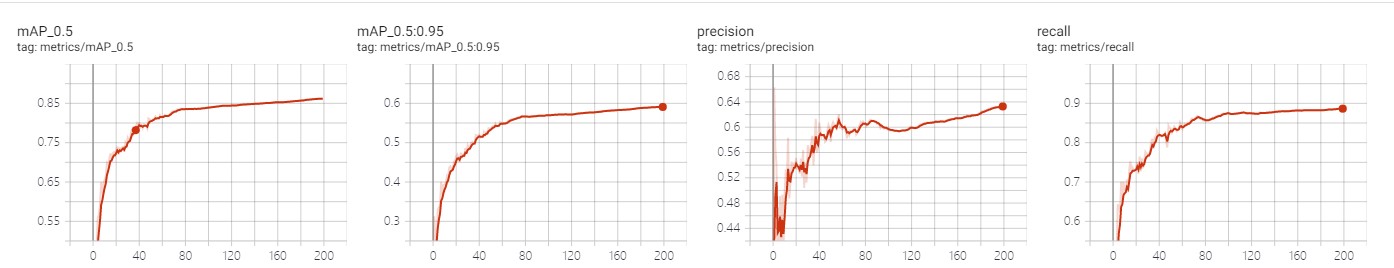 mAP_0.5
tag: metrics/mAP_0.5
0.85
0.75
0.65
0.55
0 40 80 120 160 200
mAP_0.5:0.95
tag: metrics/mAP_0.5:0.95
0.6
0.5
0.4
0.3
0 40 80 120 160 200
precision
tag: metrics/precision
0.68
0.64
0.6
0.56
0.52
0.48
0.44
0 40 80 120 160 200
recall
tag: metrics/recall
0.9
0.8
0.7
0.6
0 40 80 120 160 200